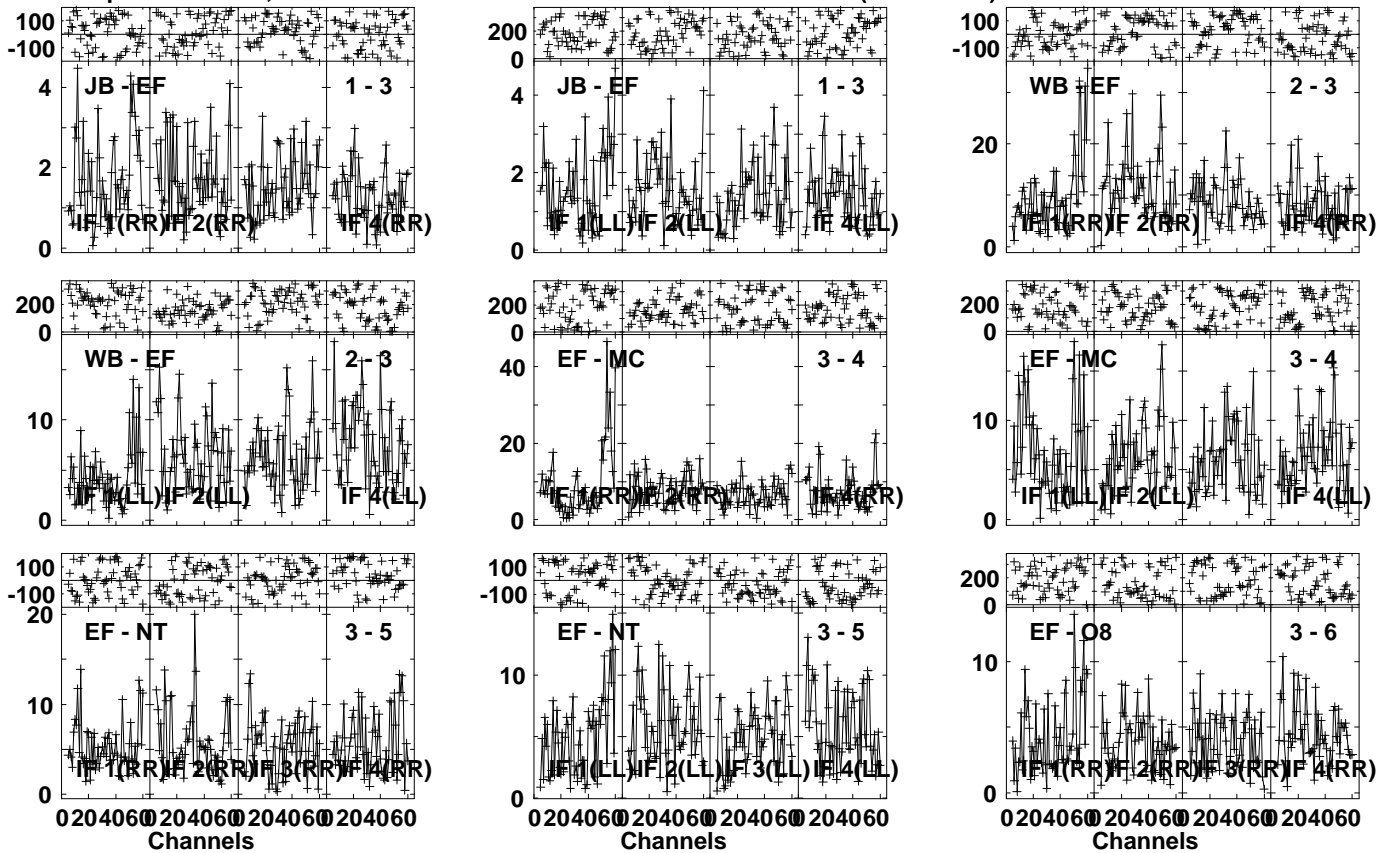 100
-100
JB - EF 1 - 3
4
2
0
IF 1(RR) IF 2(RR) IF 4(RR)
200
0
JB - EF 1 - 3
4
2
0
IF 1(LL) IF 2(LL) IF 4(LL)
100
-100
WB - EF 2 - 3
20
10
0
IF 1(RR) IF 2(RR) IF 4(RR)
200
0
WB - EF 2 - 3
10
0
IF 1(LL) IF 2(LL) IF 4(LL)
200
0
EF - MC 3 - 4
40
20
10
0
IF 1(RR) IF 2(RR) IF 4(RR)
200
0
EF - MC 3 - 4
10
0
IF 1(LL) IF 2(LL) IF 4(LL)
100
-100
EF - NT 3 - 5
20
10
0
IF 1(RR) IF 2(RR) IF 3(RR) IF 4(RR)
0 20 40 60 0 20 40 60 0 20 40 60 0 20 40 60
Channels
100
-100
EF - NT 3 - 5
10
0
IF 1(LL) IF 2(LL) IF 3(LL) IF 4(LL)
0 20 40 60 0 20 40 60 0 20 40 60 0 20 40 60
Channels
200
0
EF - O8 3 - 6
10
0
IF 1(RR) IF 2(RR) IF 3(RR) IF 4(RR)
0 20 40 60 0 20 40 60 0 20 40 60 0 20 40 60
Channels